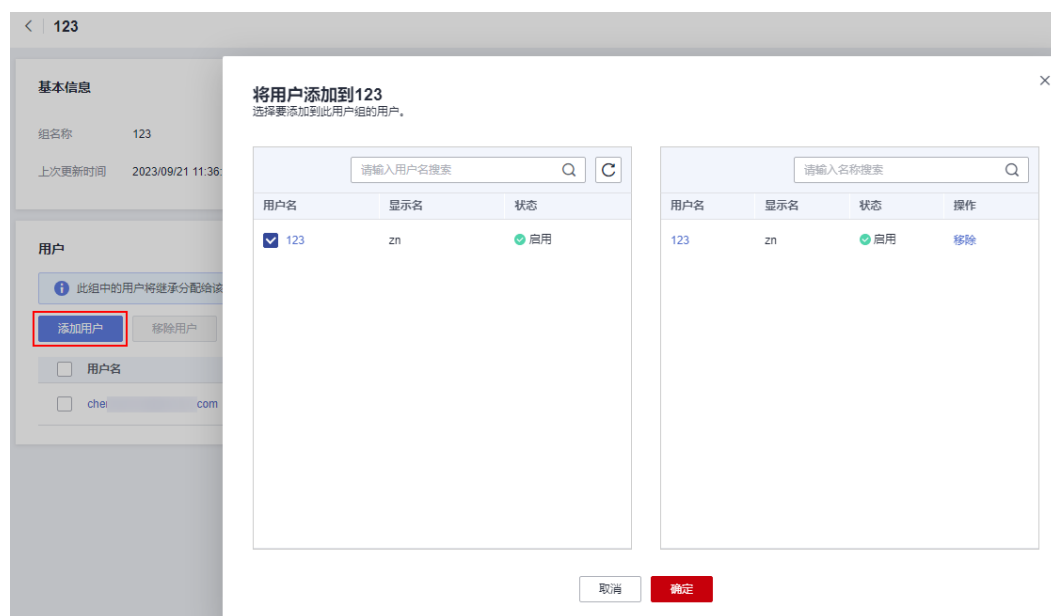 123
基本信息
组名称 123
上次更新时间 2023/09/21 11:36:
用户
此组中的用户将继承分配给该
添加用户 移除用户
用户名
che com
将用户添加到123
选择要添加到此用户组的用户。
请输入用户名搜索
用户名 显示名 状态
123 zn 启用
请输入名称搜索
用户名 显示名 状态 操作
123 zn 启用 移除
取消 确定